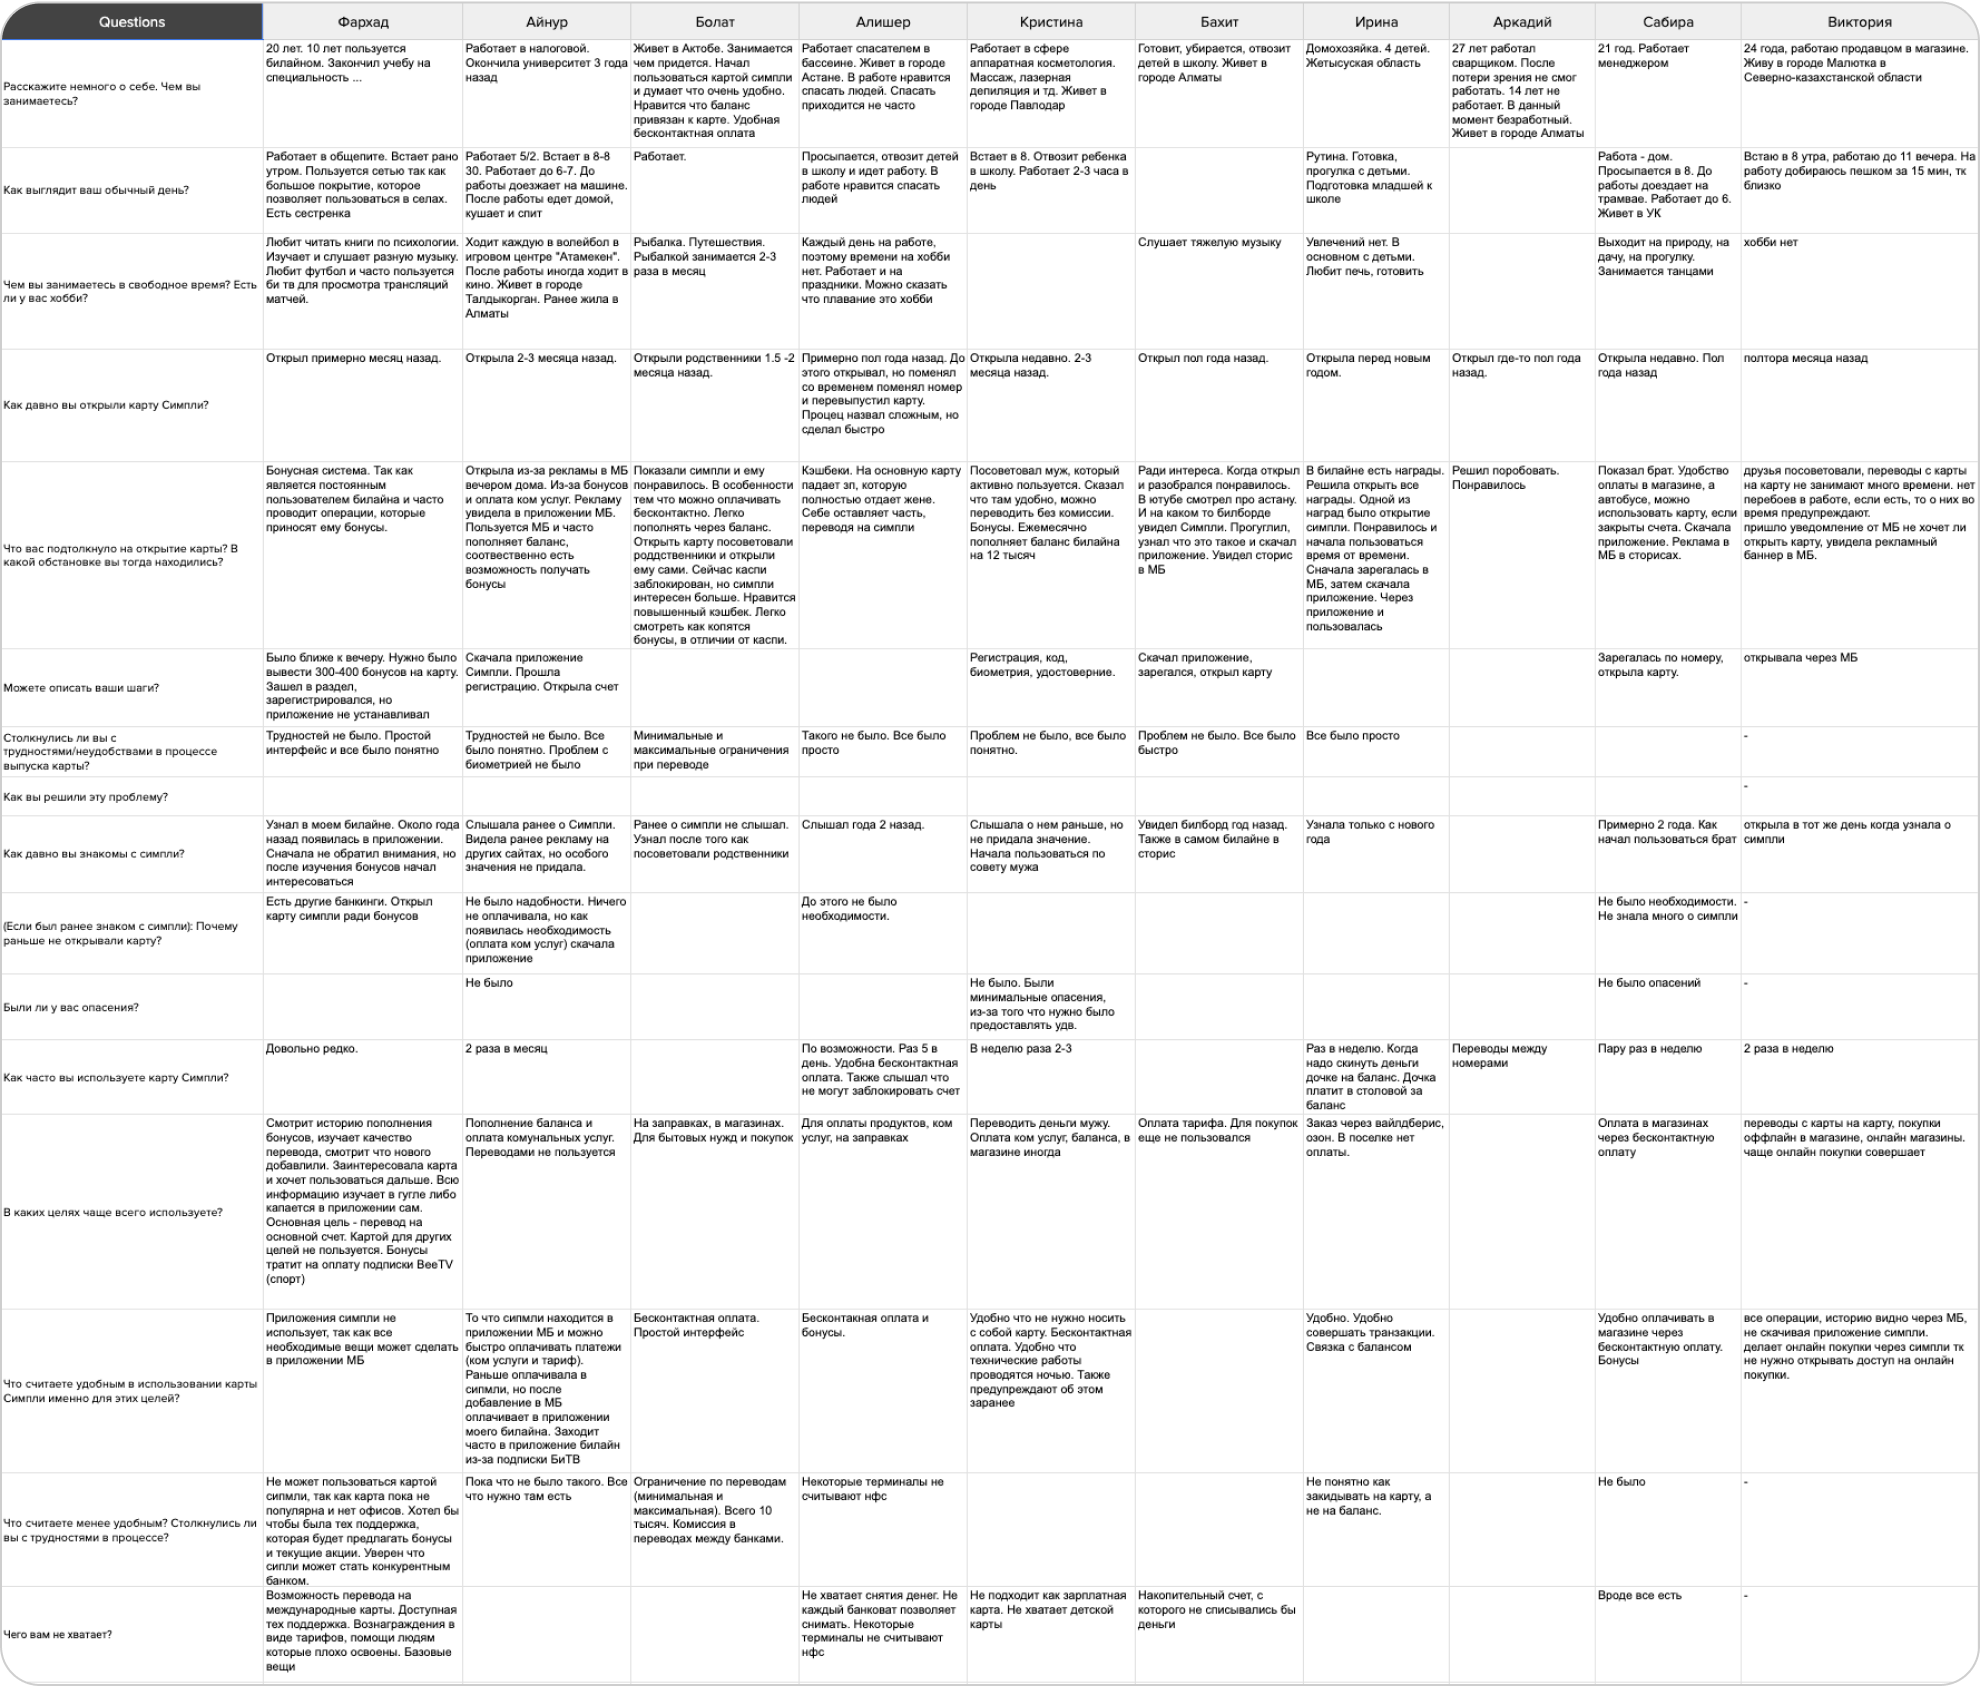 Questions
Фархад
Айнур
Болат
Алишер
Кристина
Бахит
Ирина
Аркадий
Сабира
Виктория
Расскажите немного о себе. Чем вы
занимаетесь?
20 лет. 10 лет пользуется
билайном. Закончил учебу на
специальность ...
Работает в налоговой.
Окончила университет 3 года
назад
Живет в Актобе. Занимается
чем придется. Начал
пользоваться картой симпли
и думает что очень удобно.
Нравится что баланс
привязан к карте. Удобная
бесконтактная оплата
Работает спасателем в
бассеине. Живет в городе
Астане. В работе нравится
спасать людей. Спасать
приходится не часто
Работает в сфере
аппаратная косметология.
Массаж, лазерная
депиляция и тд. Живет в
городе Павлодар
Готовит, убирается, отвозит
детей в школу. Живет в
городе Алматы
Домохозяйка. 4 детей.
Жетысуская область
27 лет работал
сварщиком. После
потери зрения не смог
работать. 14 лет не
работает. В данный
момент безработный.
Живет в городе Алматы
21 год. Работает
менеджером
24 года, работаю продавцом в магазине.
Живу в городе Малютка в
Северно-казахстанской области
Как выглядит ваш обычный день?
Работает в общепите. Встает рано
утром. Пользуется сетью так как
большое покрытие, которое
позволяет пользоваться в селах.
Есть сестренка
Работает 5/2. Встает в 8-8
30. Работает до 6-7. До
работы доезжает на машине.
После работы едет домой,
кушает и спит
Работает.
Просыпается, отвозит детей
в школу и идет работу. В
работе нравится спасать
людей
Встает в 8. Отвозит ребенка
в школу. Работает 2-3 часа в
день
Рутина. Готовка,
прогулка с детьми.
Подготовка младшей к
школе
Работа - дом.
Просыпается в 8. До
работы доездает на
трамвае. Работает до 6.
Живет в УК
Встаю в 8 утра, работаю до 11 вечера. На
работу добираюсь пешком за 15 мин, тк
близко
Чем вы занимаетесь в свободное время? Есть
ли у вас хобби?
Любит читать книги по психологии.
Изучает и слушает разную музыку.
Любит футбол и часто пользуется
би тв для просмотра трансляций
матчей.
Ходит каждую в волейбол в
игровом центре "Атамекен".
После работы иногда ходит в
кино. Живет в городе
Талдыкорган. Ранее жила в
Алматы
Рыбалка. Путешествия.
Рыбалкой занимается 2-3
раза в месяц
Каждый день на работе,
поэтому времени на хобби
нет. Работает и на
праздники. Можно сказать
что плавание это хобби
Слушает тяжелую музыку
Увлечений нет. В
основном с детьми.
Любит печь, готовить
Выходит на природу, на
дачу, на прогулку.
Занимается танцами
хобби нет
Как давно вы открыли карту Симпли?
Открыл примерно месяц назад.
Открыла 2-3 месяца назад.
Открыли родственники 1.5 -2
месяца назад.
Примерно пол года назад. До
этого открывал, но поменял
со временем поменял номер
и перевыпустил карту.
Процец назвал сложным, но
сделал быстро
Открыла недавно. 2-3
месяца назад.
Открыл пол года назад.
Открыла перед новым
годом.
Открыл где-то пол года
назад.
Открыла недавно. Пол
года назад
полтора месяца назад
Что вас подтолкнуло на открытие карты? В
какой обстановке вы тогда находились?
Бонусная система. Так как
является постоянным
пользователем билайна и часто
проводит операции, которые
приносят ему бонусы.
Открыла из-за рекламы в МБ
вечером дома. Из-за бонусов
и оплата ком услуг. Рекламу
увидела в приложении МБ.
Пользуется МБ и часто
пополняет баланс,
соотвественно есть
возможность получать
бонусы
Показали симпли и ему
понравилось. В особенности
тем что можно оплачивать
бесконтактно. Легко
пополнять через баланс.
Открыть карту посоветовали
роддственники и открыли
ему сами. Сейчас каспи
заблокирован, но симпли
интересен больше. Нравится
повышенный кэшбек. Легко
смотреть как копятся
бонусы, в отличии от каспи.
Кэшбеки. На основную карту
падает зп, которую
полностью отдает жене.
Себе оставляет часть,
переводя на симпли
Посоветовал муж, который
активно пользуется. Сказал
что там удобно, можно
переводить без комиссии.
Бонусы. Ежемесячно
пополняет баланс билайна
на 12 тысяч
Ради интереса. Когда открыл
и разобрался понравилось.
В ютубе смотрел про астану.
И на каком то билборде
увидел Симпли. Прогуглил,
узнал что это такое и скачал
приложение. Увидел сторис
в МБ
В билайне есть награды.
Решила открыть все
награды. Одной из
наград было открытие
симпли. Понравилось и
начала пользоваться
время от времени.
Сначала зарегалась в
МБ, затем скачала
приложение. Через
приложение и
пользовалась
Решил поробовать.
Понравилось
Показал брат. Удобство
оплаты в магазине, а
автобусе, можно
использовать карту, если
закрыты счета. Скачала
приложение. Реклама в
МБ в сторисах.
друзья посоветовали, переводы с карты
на карту не занимают много времени. нет
перебоев в работе, если есть, то о них во
время предупреждают.
пришло уведомление от МБ не хочет ли
открыть карту, увидела рекламный
баннер в МБ.
Можете описать ваши шаги?
Было ближе к вечеру. Нужно было
вывести 300-400 бонусов на карту.
Зашел в раздел,
зарегистрировался, но
приложение не устанавливал
Скачала приложение
Симпли. Прошла
регистрацию. Открыла счет
Регистрация, код,
биометрия, удостоверние.
Скачал приложение,
зарегался, открыл карту
Зарегалась по номеру,
открыла карту.
открывала через МБ
Столкнулись ли вы с
трудностями/неудобствами в процессе
выпуска карты?
Трудностей не было. Простой
интерфейс и все было понятно
Трудностей не было. Все
было понятно. Проблем с
биометрией не было
Минимальные и
максимальные ограничения
при переводе
Такого не было. Все было
просто
Проблем не было, все было
понятно.
Проблем не было. Все было
быстро
Все было просто
-
Как вы решили эту проблему?
-
Как давно вы знакомы с симпли?
Узнал в моем билайне. Около года
назад появилась в приложении.
Сначала не обратил внимания, но
после изучения бонусов начал
интересоваться
Слышала ранее о Симпли.
Видела ранее рекламу на
других сайтах, но особого
значения не придала.
Ранее о симпли не слышал.
Узнал после того как
посоветовали родственники
Слышал года 2 назад.
Слышала о нем раньше, но
не придала значение.
Начала пользоваться по
совету мужа
Увидел билборд год назад.
Также в самом билайне в
сторис
Узнала только с нового
года
Примерно 2 года. Как
начал пользоваться брат
открыла в тот же день когда узнала о
симпли
(Если был ранее знаком с симпли): Почему
раньше не открывали карту?
Есть другие банкинги. Открыл
карту симпли ради бонусов
Не было надобности. Ничего
не оплачивала, но как
появилась необходимость
(оплата ком услуг) скачала
приложение
До этого не было
необходимости.
Не было необходимости.
Не знала много о симпли
-
Были ли у вас опасения?
Не было
Не было. Были
минимальные опасения,
из-за того что нужно было
предоставлять удв.
Не было опасений
-
Как часто вы используете карту Симпли?
Довольно редко.
2 раза в месяц
По возможности. Раз 5 в
день. Удобна бесконтактная
оплата. Также слышал что
не могут заблокировать счет
В неделю раза 2-3
Раз в неделю. Когда
надо скинуть деньги
дочке на баланс. Дочка
платит в столовой за
баланс
Переводы между
номерами
Пару раз в неделю
2 раза в неделю
В каких целях чаще всего используете?
Смотрит историю пополнения
бонусов, изучает качество
перевода, смотрит что нового
добавлили. Заинтересовала карта
и хочет пользоваться дальше. Всю
информацию изучает в гугле либо
капается в приложении сам.
Основная цель - перевод на
основной счет. Картой для других
целей не пользуется. Бонусы
тратит на оплату подписки BeeTV
(спорт)
Пополнение баланса и
оплата комунальных услуг.
Переводами не пользуется
На заправках, в магазинах.
Для бытовых нужд и покупок
Для оплаты продуктов, ком
услуг, на заправках
Переводить деньги мужу.
Оплата ком услуг, баланса, в
магазине иногда
Оплата тарифа. Для покупок
еще не пользовался
Заказ через вайлдберис,
озон. В поселке нет
оплаты.
Оплата в магазинах
через бесконтактную
оплату
переводы с карты на карту, покупки
оффлайн в магазине, онлайн магазины.
чаще онлайн покупки совершает
Что считаете удобным в использовании карты
Симпли именно для этих целей?
Приложения симпли не
использует, так как все
необходимые вещи может сделать
в приложении МБ
То что сипмли находится в
приложении МБ и можно
быстро оплачивать платежи
(ком услуги и тариф).
Раньше оплачивала в
сипмли, но после
добавление в МБ
оплачивает в приложении
моего билайна. Заходит
часто в приложение билайн
из-за подписки БиТВ
Бесконтактная оплата.
Простой интерфейс
Бесконтакная оплата и
бонусы.
Удобно что не нужно носить
с собой карту. Бесконтактная
оплата. Удобно что
технические работы
проводятся ночью. Также
предупреждают об этом
заранее
Удобно. Удобно
совершать транзакции.
Связка с балансом
Удобно оплачивать в
магазине через
бесконтактную оплату.
Бонусы
все операции, историю видно через МБ,
не скачивая приложение симпли.
делает онлайн покупки через симпли тк
не нужно открывать доступ на онлайн
покупки.
Что считаете менее удобным? Столкнулись ли
вы с трудностями в процессе?
Не может пользоваться картой
сипмли, так как карта пока не
популярна и нет офисов. Хотел бы
чтобы была тех поддержка,
которая будет предлагать бонусы
и текущие акции. Уверен что
сипли может стать конкурентным
банком.
Пока что не было такого. Все
что нужно там есть
Ограничение по переводам
(минимальная и
максимальная). Всего 10
тысяч. Комиссия в
переводах между банками.
Некоторые терминалы не
считывают нфс
Не понятно как
закидывать на карту, а
не на баланс.
Не было
-
Чего вам не хватает?
Возможность перевода на
международные карты. Доступная
тех поддержка. Вознаграждения в
виде тарифов, помощи людям
которые плохо освоены. Базовые
вещи
Не хватает снятия денег. Не
каждый банковат позволяет
снимать. Некоторые
терминалы не считывают
нфс
Не подходит как зарплатная
карта. Не хватает детской
карты
Накопительный счет, с
которого не списывались бы
деньги
Вроде все есть
-